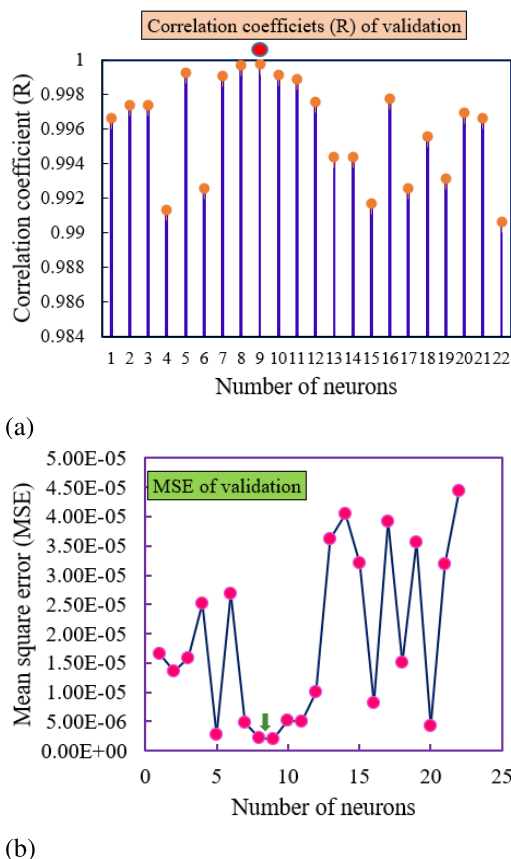 Correlation coefficiets (R) of validation
Correlation coefficient (R)
1
0.998
0.996
0.994
0.992
0.99
0.988
0.986
0.984
1 2 3 4 5 6 7 8 9 10 11 12 13 14 15 16 17 18 19 20 21 22
Number of neurons
(a)
MSE of validation
Mean square error (MSE)
5.00E-05
4.50E-05
4.00E-05
3.50E-05
3.00E-05
2.50E-05
2.00E-05
1.50E-05
1.00E-05
5.00E-06
0.00E+00
0 5 10 15 20 25
Number of neurons
(b)